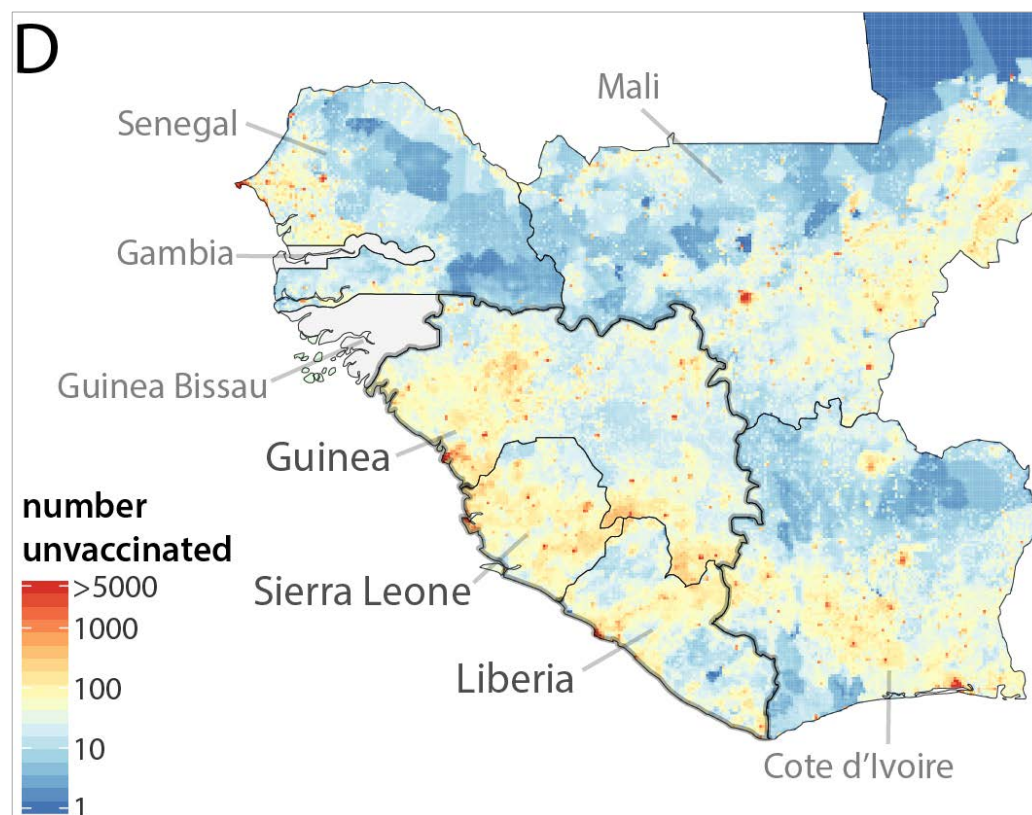 D
Mali
Senegal
Gambia
Guinea Bissau
Guinea
number
unvaccinated
>5000
Sierra Leone
1000
Liberia
100
10
Cote d'Ivoire
1